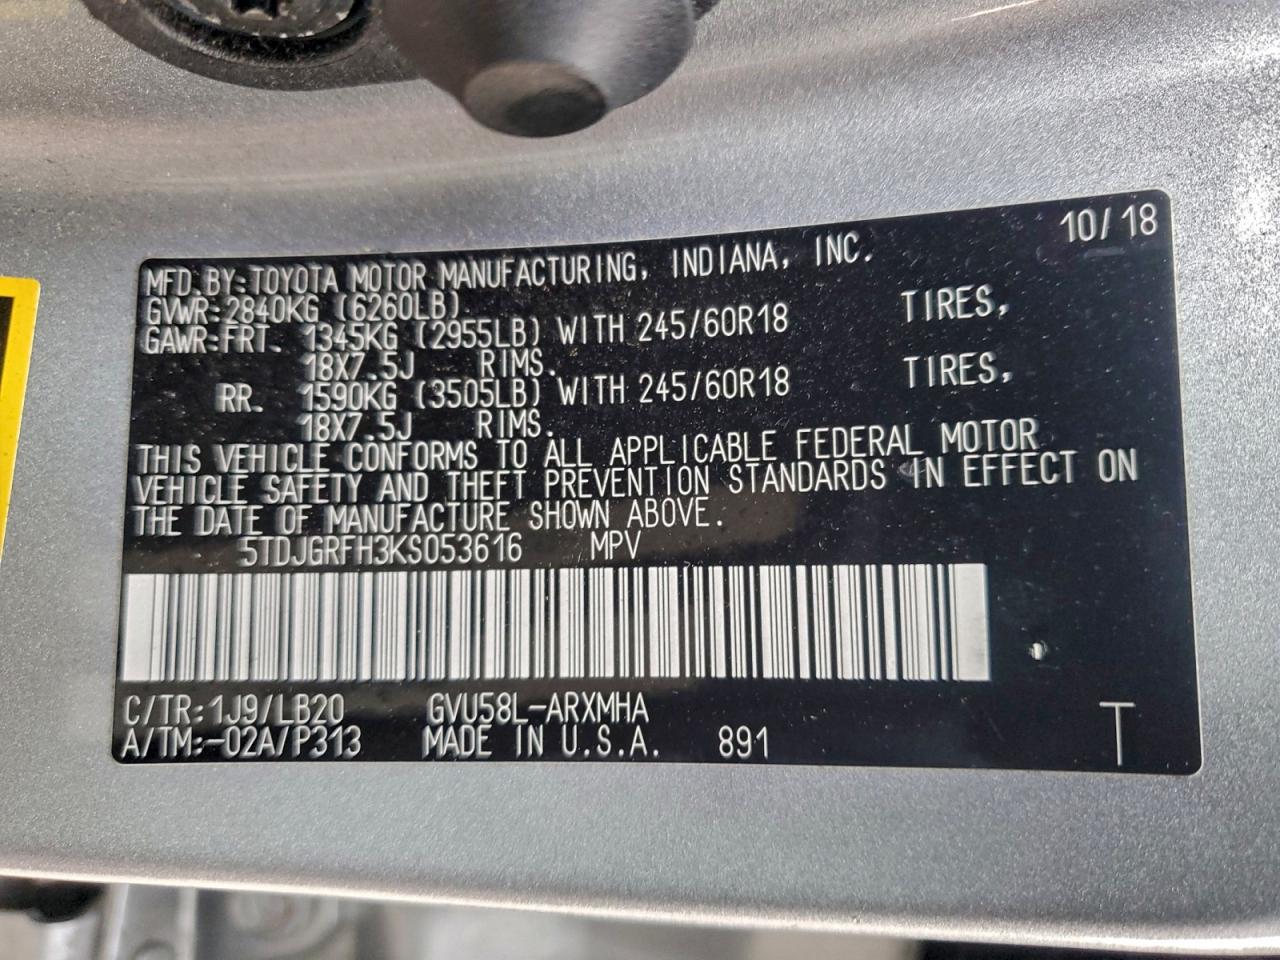 10/18
MFD.BY:TOYOTA MOTOR MANUFACTURING, INDIANA, INC.
GVWR:2840KG (6260LB)
GAWR:FRT. 1345KG (2955LB) WITH 245/60R18 TIRES,
18X7.5J RIMS.
RR. 1590KG (3505LB) WITH 245/60R18 TIRES,
18X7.5J RIMS.
THIS VEHICLE CONFORMS TO ALL APPLICABLE FEDERAL MOTOR
VEHICLE SAFETY AND THEFT PREVENTION STANDARDS IN EFFECT ON
THE DATE OF MANUFACTURE SHOWN ABOVE.
5TDJGRFH3KS053616 MPV
C/TR:1J9/LB20 GVU58L-ARXMHA
A/TM:-02A/P313 MADE IN U.S.A. 891
T